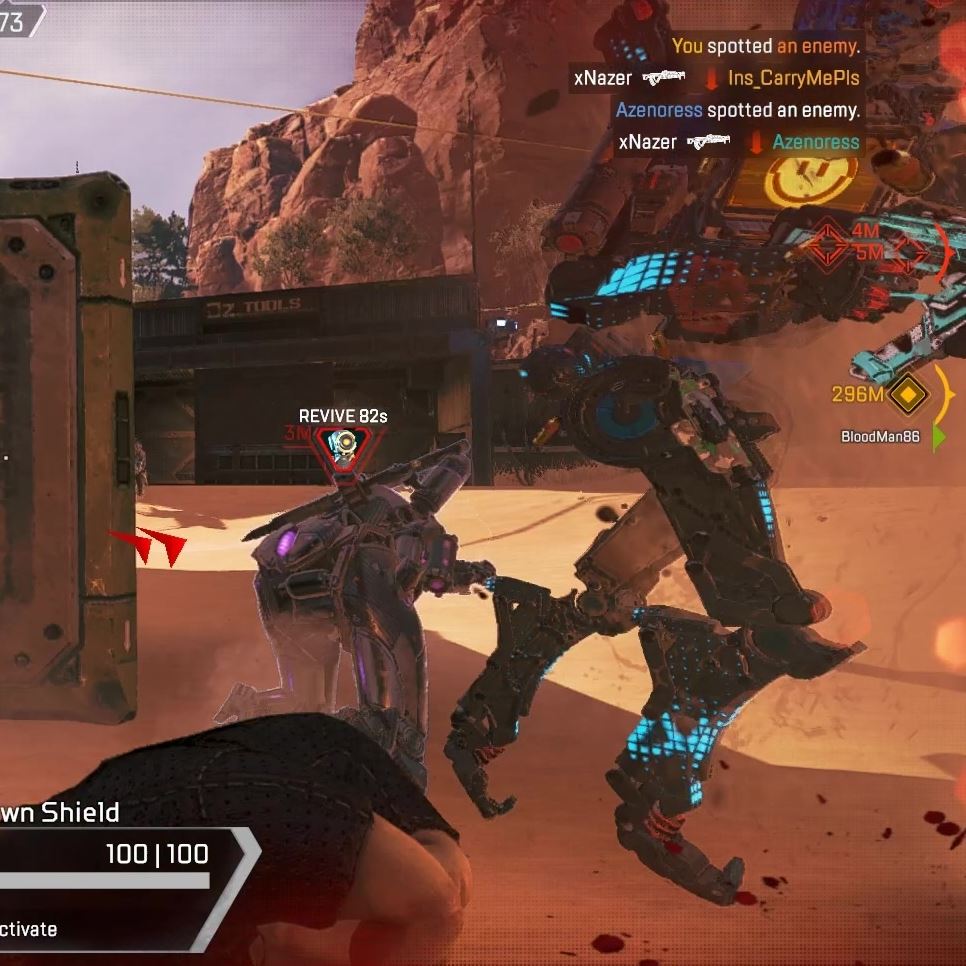 73
You spotted an enemy.
xNazer Ins_CarryMePls
Azenoress spotted an enemy.
xNazer Azenoress
4M
5M
TOOLS
REVIVE 82s
3M
296M
BloodMan86
wn Shield
100|100
ctivate